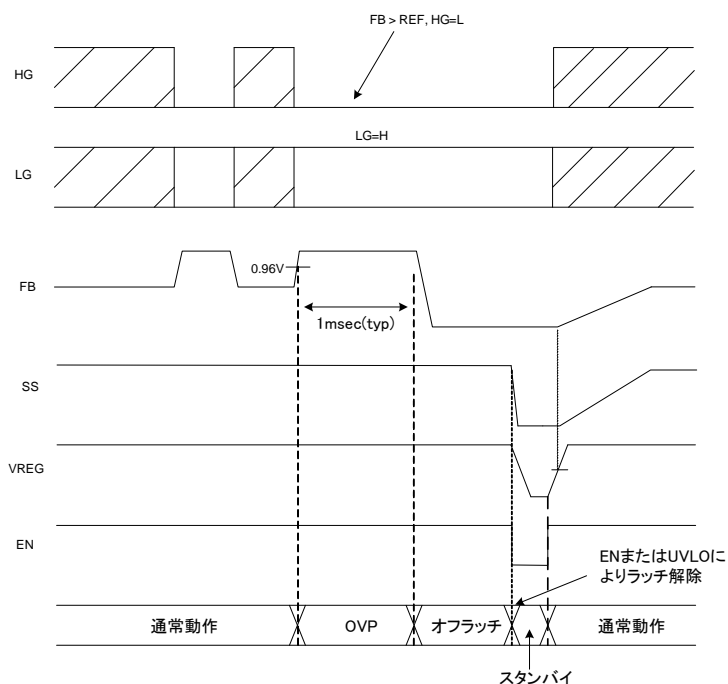 FB > REF, HG=L
HG
LG=H
LG
0.96V
FB
1msec(typ)
SS
VREG
EN
ENまたはUVLOに
よりラッチ解除
通常動作
OVP
オフラッチ
通常動作
スタンバイ